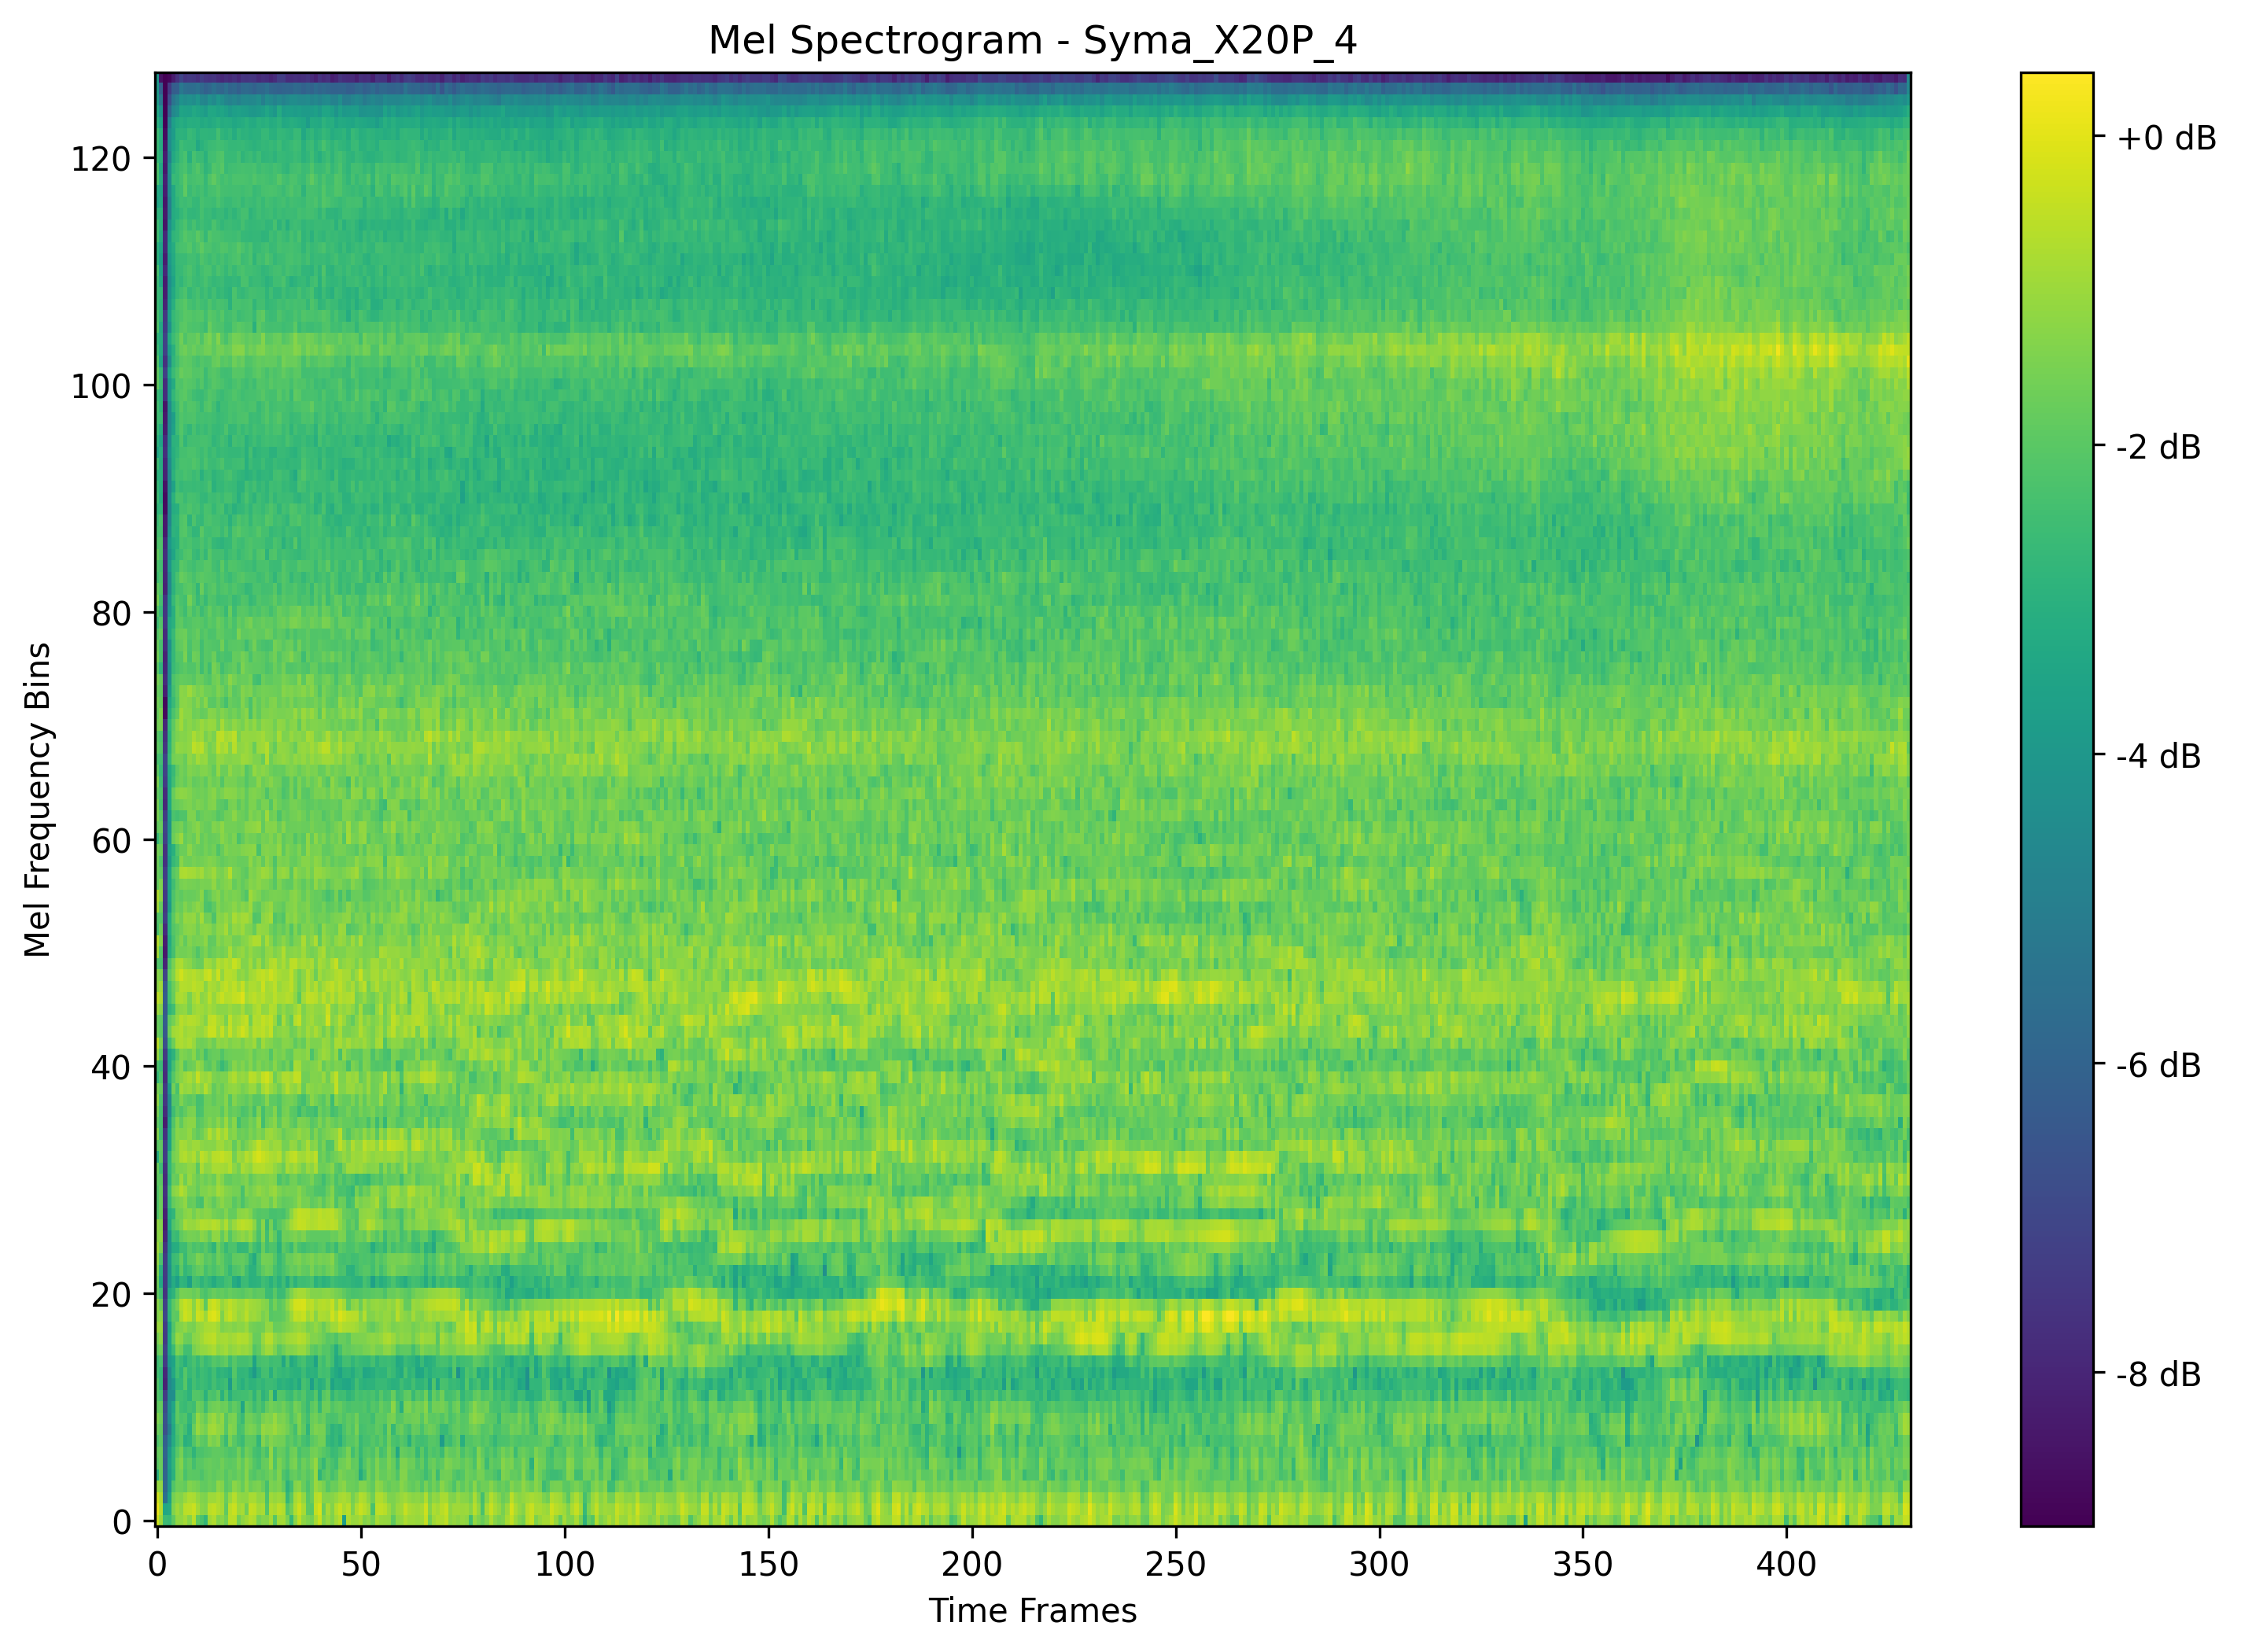 Mel Spectrogram - Syma_X20P_4
Mel Frequency Bins
120
100
80
60
40
20
0
0 50 100 150 200 250 300 350 400
Time Frames
+0 dB
-2 dB
-4 dB
-6 dB
-8 dB